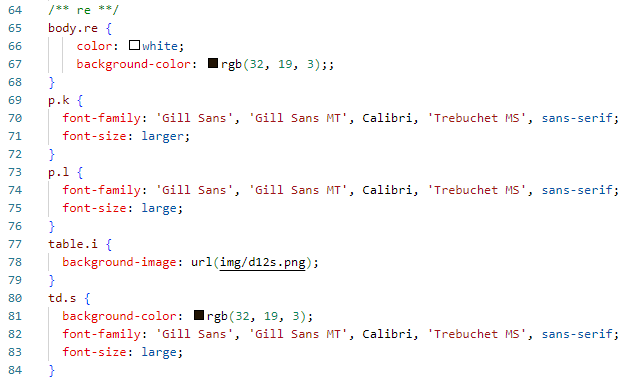 64 /** re **/
65 body.re {
66 color: white;
67 background-color: rgb(32, 19, 3);;
68 }
69 p.k {
70 font-family: 'Gill Sans', 'Gill Sans MT', Calibri, 'Trebuchet MS', sans-serif;
71 font-size: larger;
72 }
73 p.l {
74 font-family: 'Gill Sans', 'Gill Sans MT', Calibri, 'Trebuchet MS', sans-serif;
75 font-size: large;
76 }
77 table.i {
78 background-image: url(img/d12s.png);
79 }
80 td.s {
81 background-color: rgb(32, 19, 3);
82 font-family: 'Gill Sans', 'Gill Sans MT', Calibri, 'Trebuchet MS', sans-serif;
83 font-size: large;
84 }